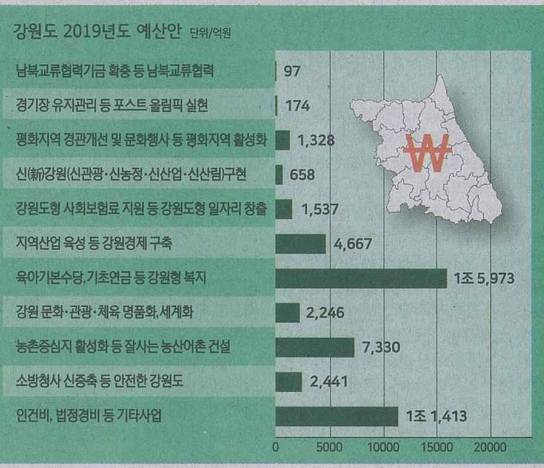 강원도 2019년도 예산안 단위/억원
남북교류협력기금 확충 등 남북교류협력 97
경기장 유지관리 등 포스트 올림픽 실현 174
평화지역 경관개선 및 문화행사 등 평화지역 활성화 1,328
신(新)강원(신관광·신농정·신산업·신산림)구현 658
강원도형 사회보험료 지원 등 강원도형 일자리 창출 1,537
지역산업 육성 등 강원경제 구축 4,667
육아기본수당,기초연금 등 강원형 복지 1조 5,973
강원 문화·관광·체육 명품화,세계화 2,246
농촌중심지 활성화 등 잘사는 농산어촌 건설 7,330
소방청사 신증축 등 안전한 강원도 2,441
인건비, 법정경비 등 기타사업 1조 1,413
₩
0 5000 10000 15000 20000